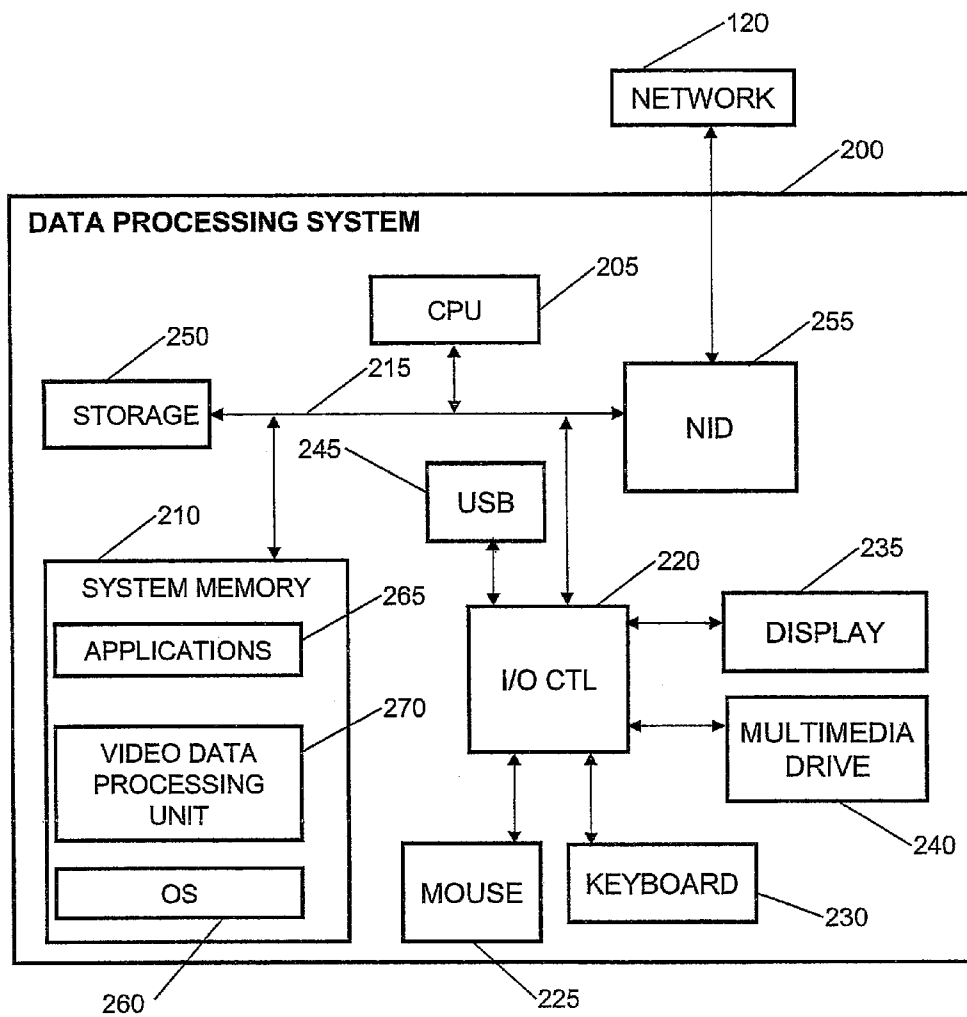 120
NETWORK
200
DATA PROCESSING SYSTEM
205
CPU
250
215
255
STORAGE
NID
245
USB
210
220
235
SYSTEM MEMORY
265
APPLICATIONS
DISPLAY
I/O CTL
270
VIDEO DATA
PROCESSING
UNIT
MULTIMEDIA
DRIVE
240
OS
MOUSE
KEYBOARD
230
260
225